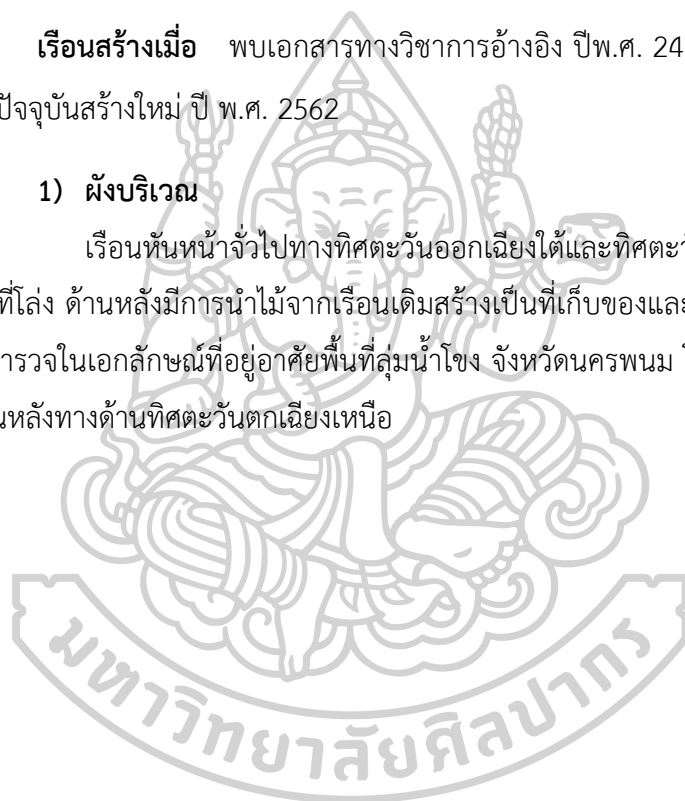 เรือนสร้างเมื่อ พบเอกสารทางวิชาการอ้างอิง ปีพ.ศ. 24
ปัจจุบันสร้างใหม่ ปี พ.ศ. 2562
1) ผังบริเวณ
เรือนหันหน้าจั่วไปทางทิศตะวันออกเฉียงใต้และทิศตะวั
ที่โล่ง ด้านหลังมีการนำไม้จากเรือนเดิมสร้างเป็นที่เก็บของและ
ำรวจในเอกลักษณ์ที่อยู่อาศัยพื้นที่ลุ่มน้ำโขง จังหวัดนครพนม
นหลังทางด้านทิศตะวันตกเฉียงเหนือ
มหาวิทยาลัยศิลปากร